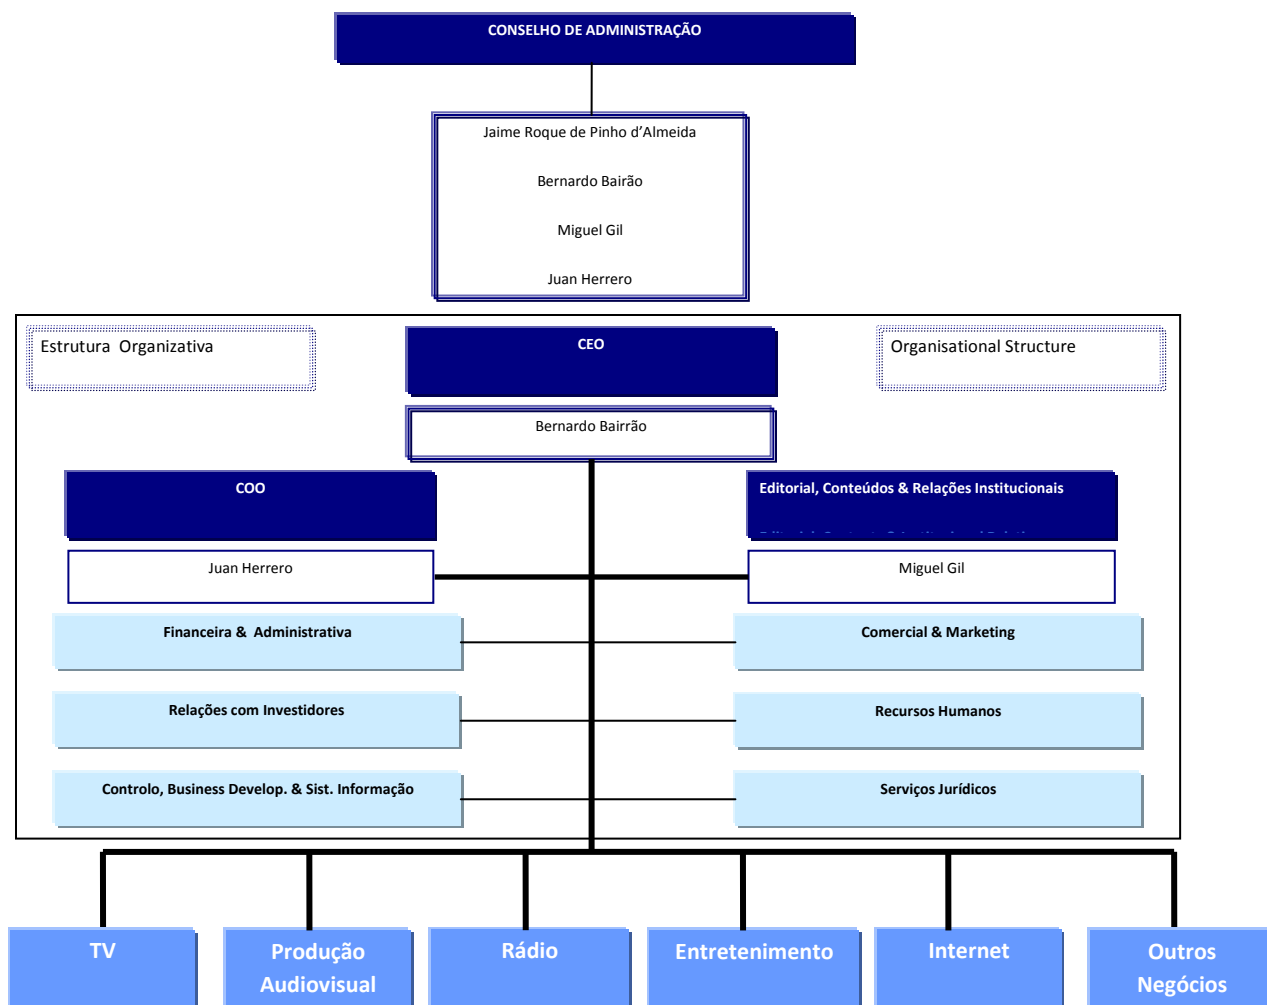 CONSELHO DE ADMINISTRAÇÃO
Jaime Roque de Pinho d’Almeida
Bernardo Bairão
Miguel Gil
Juan Herrero
Estrutura Organizativa
CEO
Organisational Structure
Bernardo Bairrão
COO
Editorial, Conteúdos & Relações Institucionais
Juan Herrero
Miguel Gil
Financeira & Administrativa
Comercial & Marketing
Relações com Investidores
Recursos Humanos
Controlo, Business Develop. & Sist. Informação
Serviços Jurídicos
TV
Produção
Audiovisual
Rádio
Entretenimento
Internet
Outros
Negócios